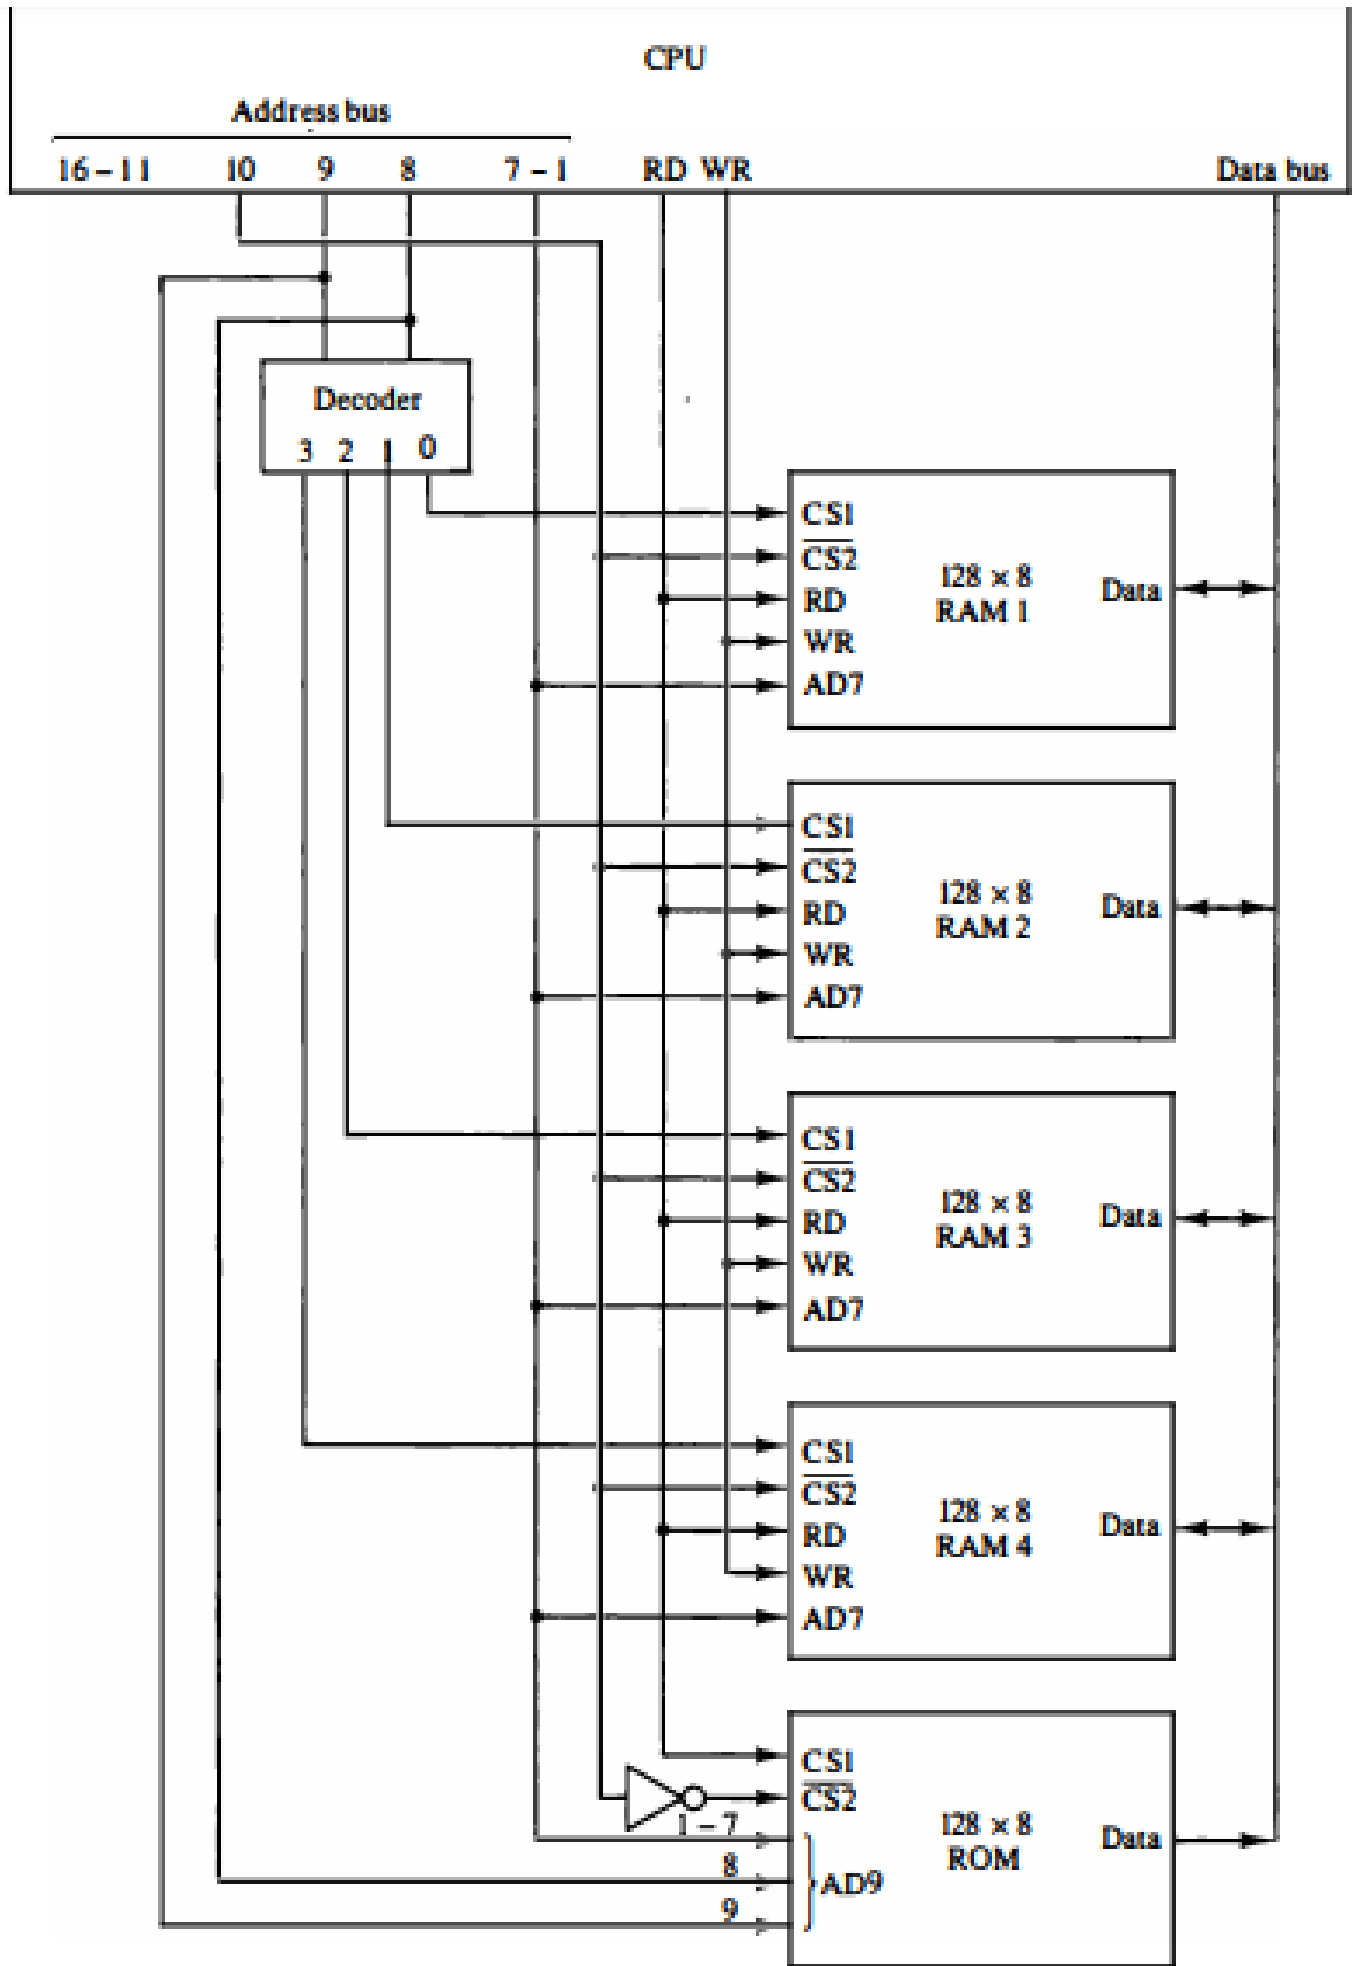 CPU
Address bus
16 – 11 10 9 8 7 – 1 RD WR Data bus
Decoder
3 2 1 0
CS1
CS2
RD
WR
AD7
128 × 8
RAM 1
Data
CS1
CS2
RD
WR
AD7
128 × 8
RAM 2
Data
CS1
CS2
RD
WR
AD7
128 × 8
RAM 3
Data
CS1
CS2
RD
WR
AD7
128 × 8
RAM 4
Data
CS1
CS2
1 – 7
8
9
AD9
128 × 8
ROM
Data